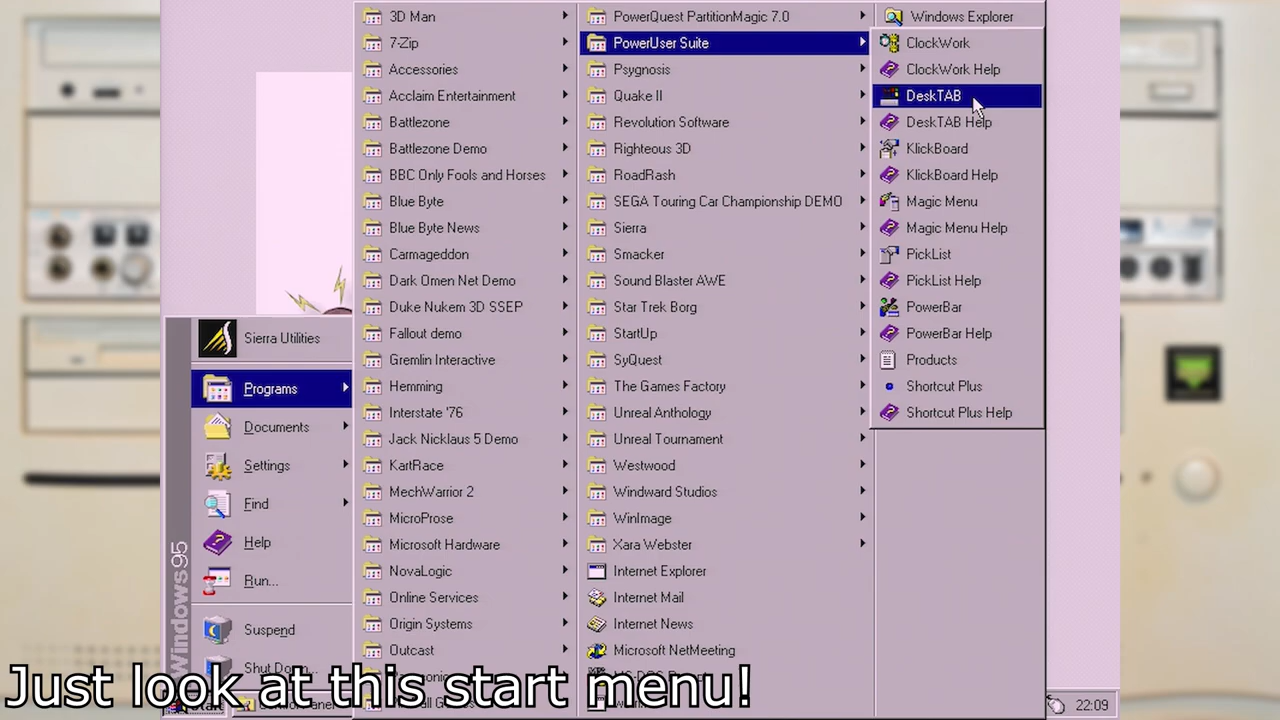 3D Man
7-Zip
Accessories
Acclaim Entertainment
Battlezone
Battlezone Demo
BBC Only Fools and Horses
Blue Byte
Blue Byte News
Carmageddon
Dark Omen Net Demo
Duke Nukem 3D SSEP
Fallout demo
Gremlin Interactive
Hemming
Interstate '76
Jack Nicklaus 5 Demo
KartRace
MechWarrior 2
MicroProse
Microsoft Hardware
NovaLogic
Online Services
Origin Systems
Outcast
PowerQuest PartitionMagic 7.0
PowerUser Suite
Psygnosis
Quake II
Revolution Software
Righteous 3D
RoadRash
SEGA Touring Car Championship DEMO
Sierra
Smacker
Sound Blaster AWE
Star Trek Borg
StartUp
SyQuest
The Games Factory
Unreal Anthology
Unreal Tournament
Westwood
Windward Studios
WinImage
Xara Webster
Internet Explorer
Internet Mail
Internet News
Microsoft NetMeeting
Windows Explorer
ClockWork
ClockWork Help
DeskTAB
DeskTAB Help
KlickBoard
KlickBoard Help
Magic Menu
Magic Menu Help
PickList
PickList Help
PowerBar
PowerBar Help
Products
Shortcut Plus
Shortcut Plus Help
Sierra Utilities
Programs
Documents
Settings
Find
Help
Run...
Suspend
Shut Down...
Windows95
22:09
Just look at this start menu!